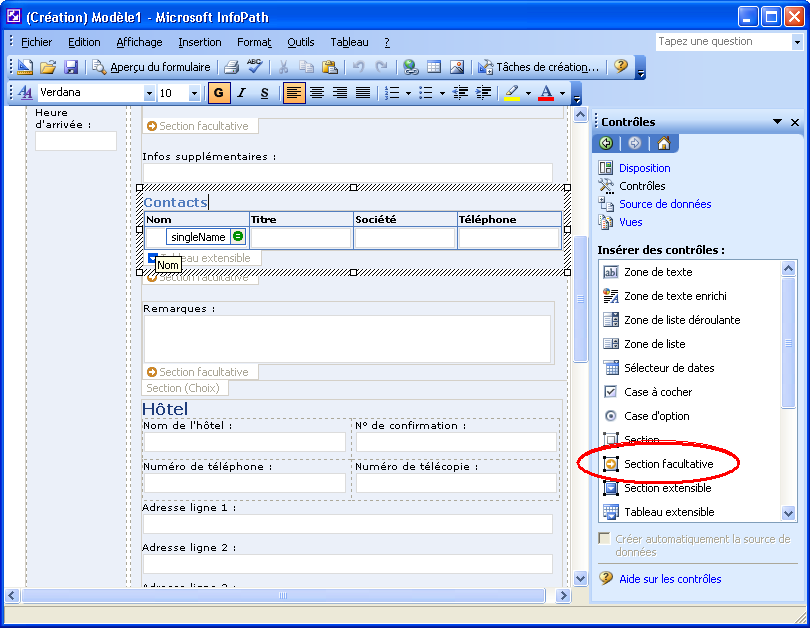 (Création) Modèle1 - Microsoft InfoPath
Fichier Edition Affichage Insertion Format Outils Tableau ? Tapez une question
Aperçu du formulaire Tâches de création...
Verdana 10 G I S
Heure
d'arrivée :
Section facultative
Infos supplémentaires :
Contacts
Nom Titre Société Téléphone
singleName
Tableau extensible
Nom
Section facultative
Remarques :
Section facultative
Section (Choix)
Hôtel
Nom de l'hôtel : N° de confirmation :
Numéro de téléphone : Numéro de télécopie :
Adresse ligne 1 :
Adresse ligne 2 :
Adresse ligne 3 :
Contrôles
Disposition
Contrôles
Source de données
Vues
Insérer des contrôles :
Zone de texte
Zone de texte enrichi
Zone de liste déroulante
Zone de liste
Sélecteur de dates
Case à cocher
Case d'option
Section
Section facultative
Section extensible
Tableau extensible
Créer automatiquement la source de
données
Aide sur les contrôles